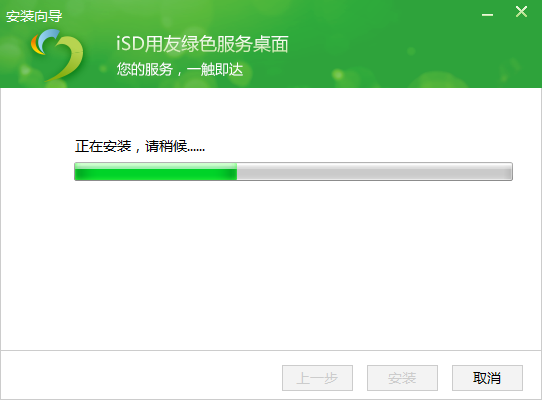 安装向导
iSD用友绿色服务桌面
您的服务，一触即达
正在安装，请稍候......
上一步
安装
取消